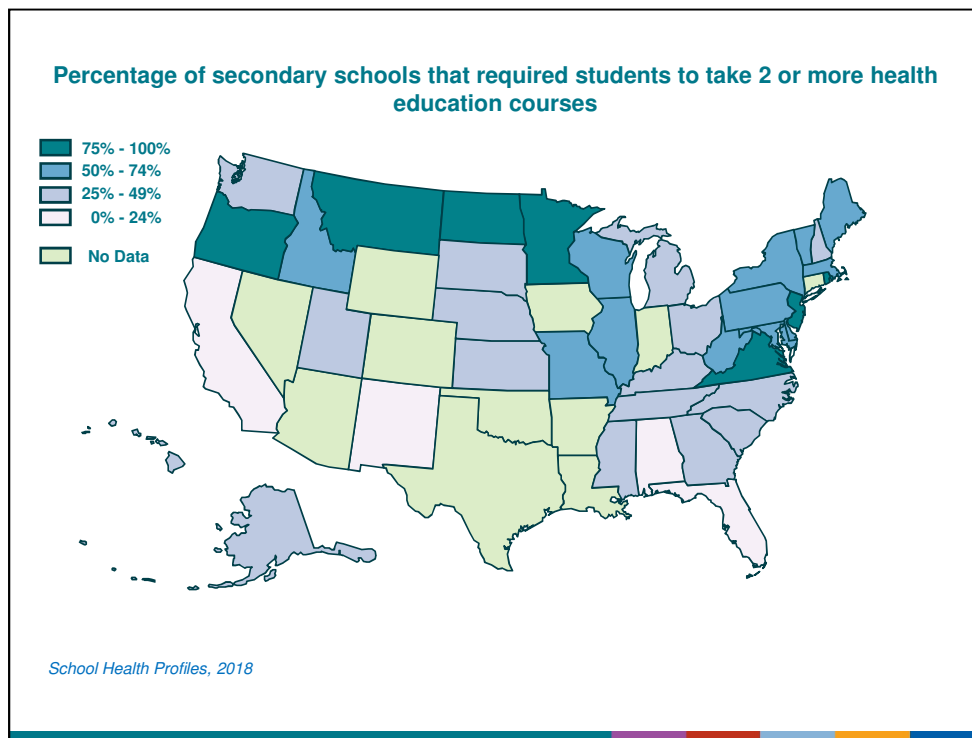 Percentage of secondary schools that required students to take 2 or more health
education courses
75% - 100%
50% - 74%
25% - 49%
0% - 24%
No Data
School Health Profiles, 2018